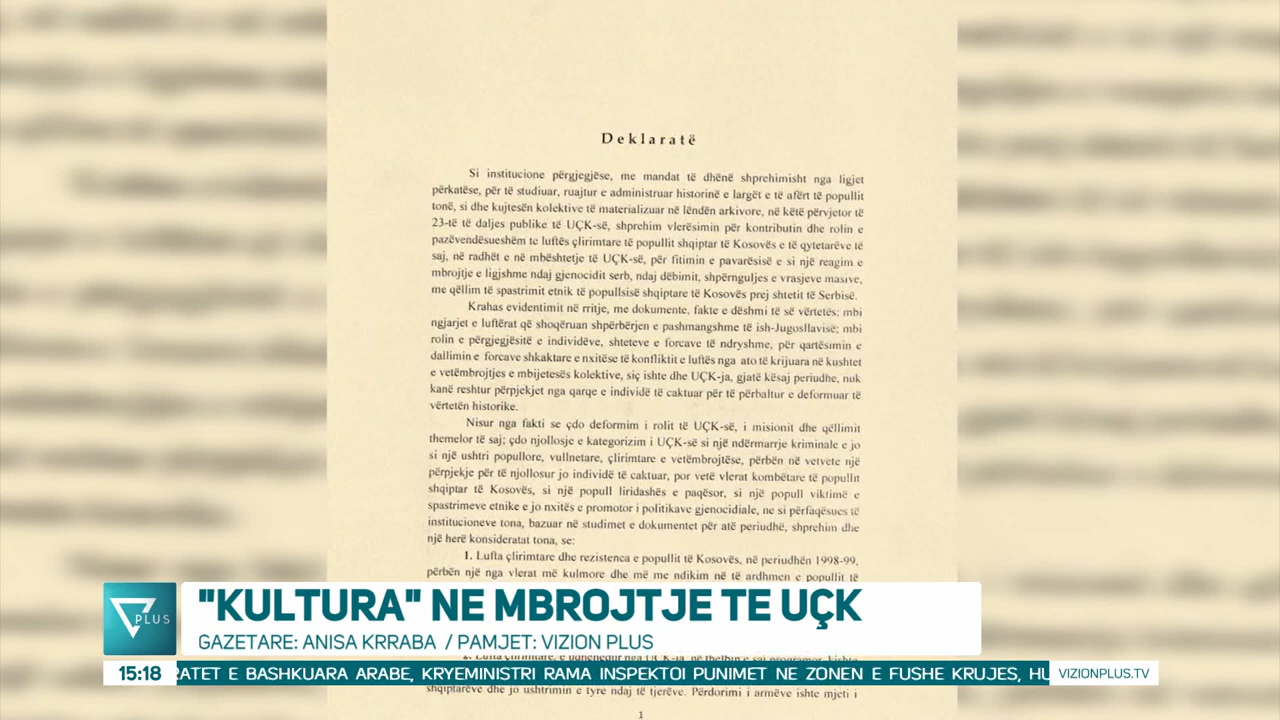 Deklaratë
Si institucione përgjegjëse, me mandat të dhënë shprehimisht nga ligjet
përkatëse, për të studiuar, ruajtur e administruar historinë e largët e të afërt të popullit
tonë, si dhe kujtesën kolektive të materializuar në lëndën arkivore, në këtë përvjetor të
23-të të daljes publike të UÇK-së, shprehim vlerësimin për kontributin dhe rolin e
pazëvendësueshëm te luftës çlirimtare të popullit shqiptar të Kosovës e të qytetarëve të
saj, në radhët e në mbështetje të UÇK-së, për fitimin e pavarësisë e si një reagim e
mbrojtje e ligjshme ndaj gjenocidit serb, ndaj dëbimit, shpërnguljes e vrasjeve masive,
me qëllim të spastrimit etnik të popullsisë shqiptare të Kosovës prej shtetit të Serbisë.
Krahas evidentimit në rritje, me dokumente, fakte e dëshmi të së vërtetës: mbi
ngjarjet e luftërat që shoqëruan shpërbërjen e pashmangshme të ish-Jugosllavisë; mbi
rolin e përgjegjësitë e individëve, shteteve e forcave të ndryshme, për qartësimin e
dallimin e forcave shkaktare e nxitëse të konfliktit e luftës nga ato të krijuara në kushtet
e vetëmbrojtjes e mbijetesës kolektive, siç ishte dhe UÇK-ja, gjatë kësaj periudhe, nuk
kanë reshtur përpjekjet nga qarqe e individë të caktuar për të përbaltur e deformuar të
vërtetën historike.
Nisur nga fakti se çdo deformim i rolit të UÇK-së, i misionit dhe qëllimit
themelor të saj; çdo njollosje e kategorizim i UÇK-së si një ndërmarrje kriminale e jo
si një ushtri popullore, vullnetare, çlirimtare e vetëmbrojtëse, përbën në vetvete një
përpjekje për të njollosur jo individë të caktuar, por vetë vlerat kombëtare të popullit
shqiptar të Kosovës, si një popull liridashës e paqësor, si një popull viktimë e
spastrimeve etnike e jo nxitës e promotor i politikave gjenocidiale, ne si përfaqësues të
institucioneve tona, bazuar në studimet e dokumentet për atë periudhë, shprehim dhe
një herë konsideratat tona, se:
1. Lufta çlirimtare dhe rezistenca e popullit të Kosovës, në periudhën 1998-99,
përbën një nga vlerat më kulmore dhe më me ndikim në të ardhmen e popullit të
PLUS
"KULTURA" NE MBROJTJE TE UÇK
GAZETARE: ANISA KRRABA / PAMJET: VIZION PLUS
15:18
RATET E BASHKUARA ARABE, KRYEMINISTRI RAMA INSPEKTOI PUNIMET NE ZONEN E FUSHE KRUJES, HU
VIZIONPLUS.TV
shqiptarëve dhe jo ushtrimin e tyre ndaj të tjerëve. Përdorimi i armëve ishte mjeti i
1